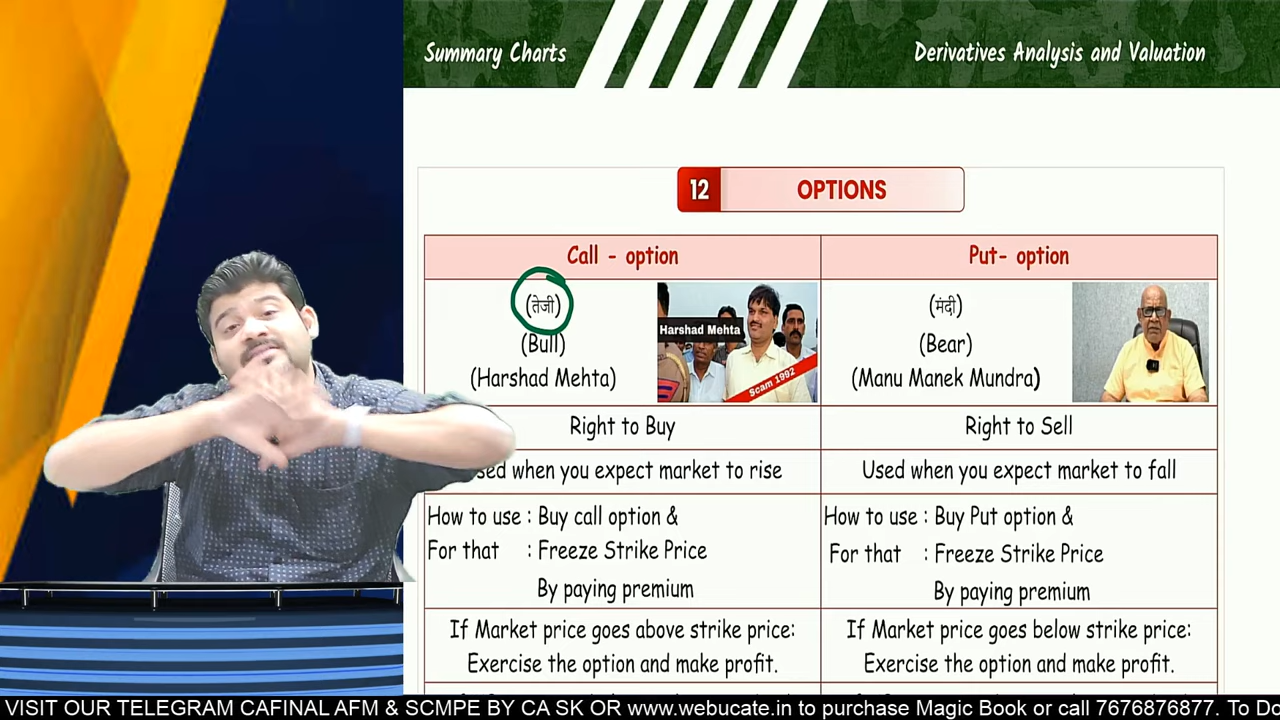 Summary Charts
Derivatives Analysis and Valuation
12 OPTIONS
Call - option
Put- option
(तेजी)
(Bull)
(Harshad Mehta)
Harshad Mehta
Scam 1992
(मंदी)
(Bear)
(Manu Manek Mundra)
Right to Buy
Right to Sell
sed when you expect market to rise
Used when you expect market to fall
How to use : Buy call option &
For that : Freeze Strike Price
By paying premium
How to use : Buy Put option &
For that : Freeze Strike Price
By paying premium
If Market price goes above strike price:
Exercise the option and make profit.
If Market price goes below strike price:
Exercise the option and make profit.
VISIT OUR TELEGRAM CAFINAL AFM & SCMPE BY CA SK OR www.webucate.in to purchase Magic Book or call 7676876877. To Do